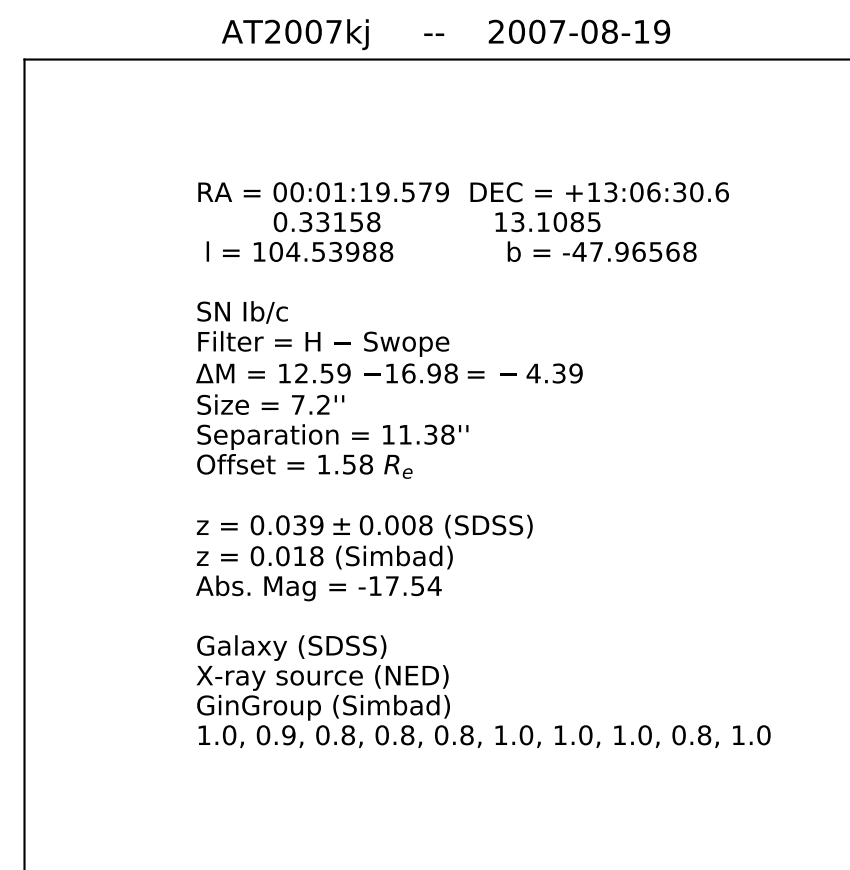 AT2007kj -- 2007-08-19
RA = 00:01:19.579 DEC = +13:06:30.6
0.33158 13.1085
l = 104.53988 b = -47.96568
SN Ib/c
Filter = H − Swope
ΔM = 12.59 −16.98 = − 4.39
Size = 7.2''
Separation = 11.38''
Offset = 1.58 Rₑ
z = 0.039 ± 0.008 (SDSS)
z = 0.018 (Simbad)
Abs. Mag = -17.54
Galaxy (SDSS)
X-ray source (NED)
GinGroup (Simbad)
1.0, 0.9, 0.8, 0.8, 0.8, 1.0, 1.0, 1.0, 0.8, 1.0